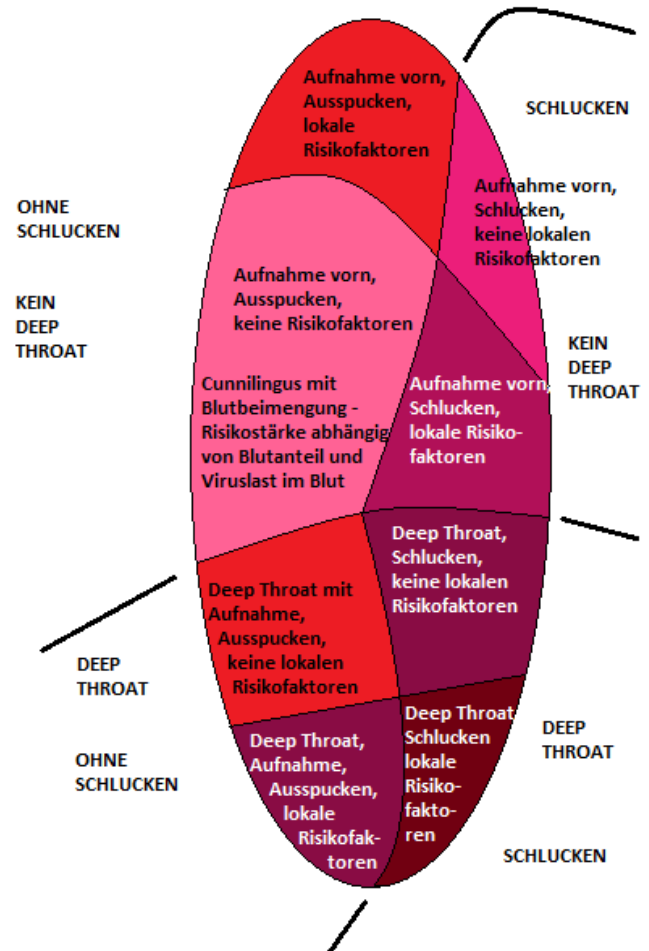 Aufnahme vorn,
Ausspucken,
lokale
Risikofaktoren
SCHLUCKEN
Aufnahme vorn,
Schlucken,
keine lokalen
Risikofaktoren
OHNE
SCHLUCKEN
KEIN
DEEP
THROAT
Aufnahme vorn,
Ausspucken,
keine Risikofaktoren
KEIN
DEEP
THROAT
Cunnilingus mit
Blutbeimengung -
Risikostärke abhängig
von Blutanteil und
Viruslast im Blut
Aufnahme vorn,
Schlucken,
lokale Risiko-
faktoren
Deep Throat,
Schlucken,
keine lokalen
Risikofaktoren
Deep Throat mit
Aufnahme,
Ausspucken,
keine lokalen
Risikofaktoren
DEEP
THROAT
OHNE
SCHLUCKEN
Deep Throat,
Aufnahme,
Ausspucken,
lokale
Risikofak-
toren
Deep Throat
Schlucken
lokale
Risiko-
fakto-
ren
DEEP
THROAT
SCHLUCKEN